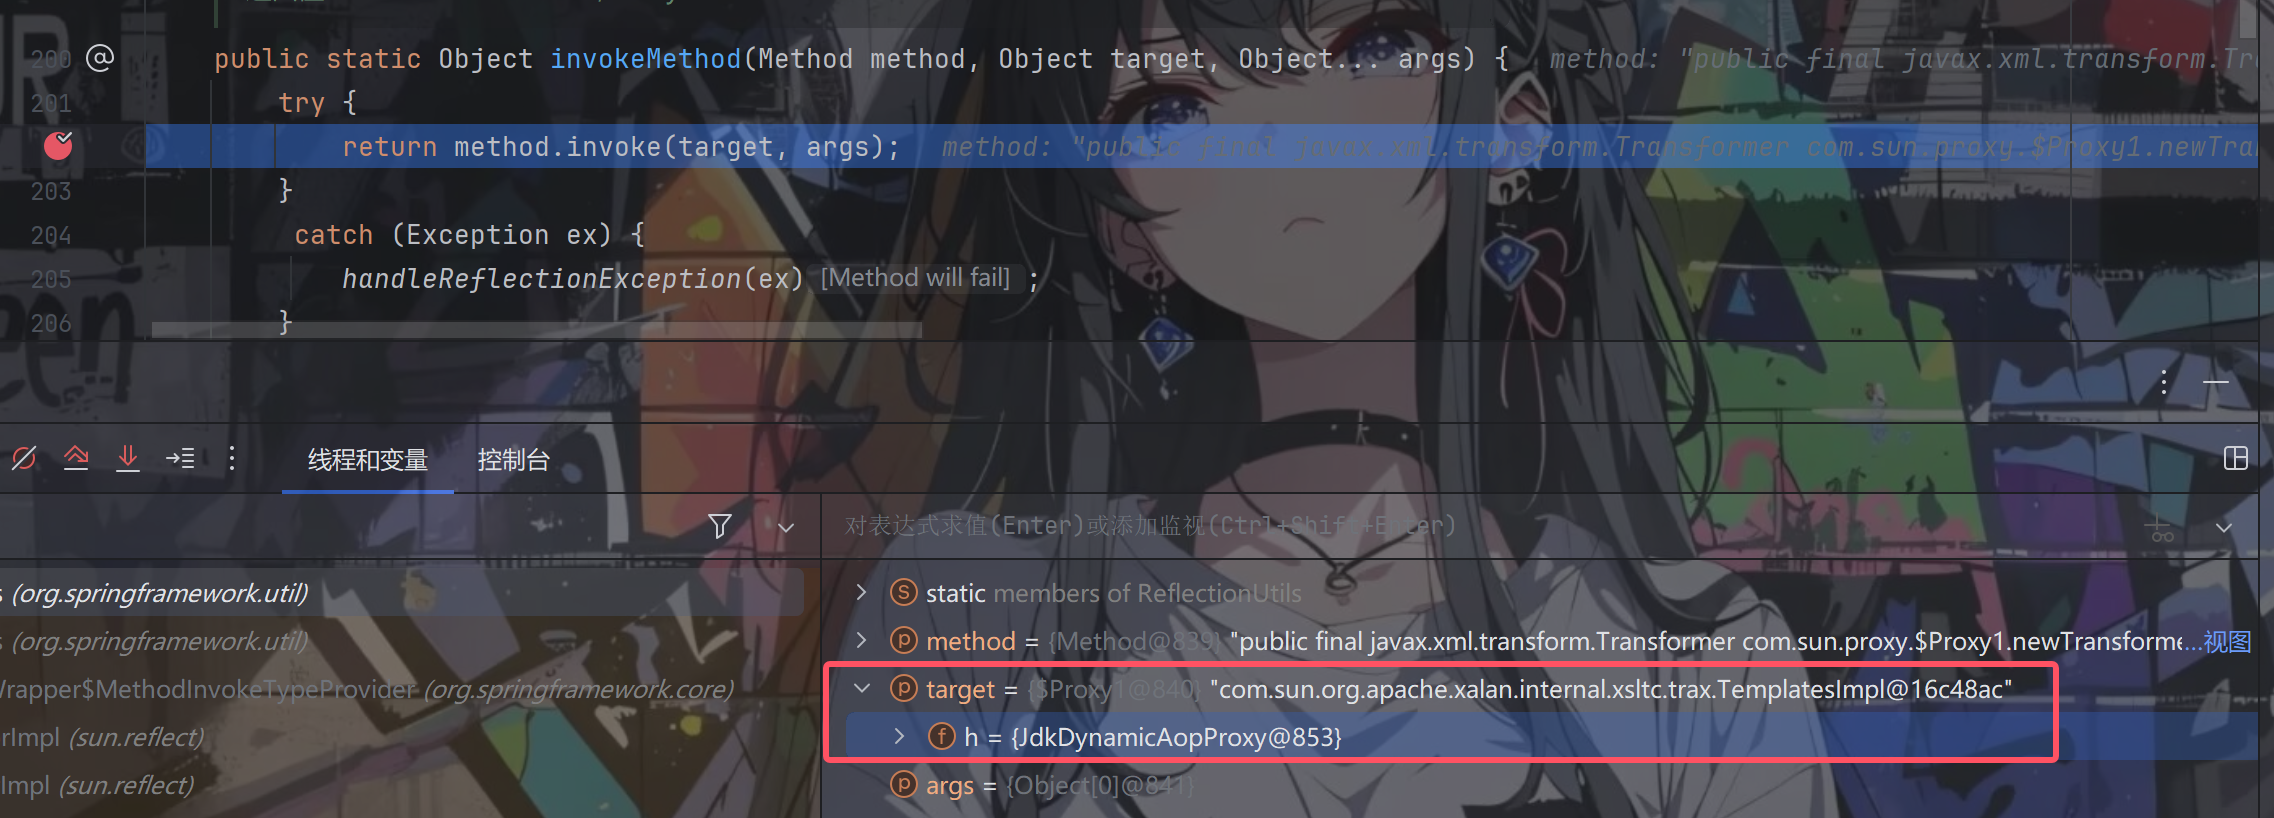 200 public static Object invokeMethod(Method method, Object target, Object... args) { method: "public final javax.xml.transform.Tr
201 try {
return method.invoke(target, args); method: "public final javax.xml.transform.Transformer com.sun.proxy.$Proxy1.newTra
203 }
204 catch (Exception ex) {
205 handleReflectionException(ex) [Method will fail] ;
206 }
线程和变量 控制台
对表达式求值(Enter)或添加监视(Ctrl+Shift+Enter)
s (org.springframework.util)
s (org.springframework.util)
Wrapper$MethodInvokeTypeProvider (org.springframework.core)
rImpl (sun.reflect)
Impl (sun.reflect)
static members of ReflectionUtils
method = {Method@839} "public final javax.xml.transform.Transformer com.sun.proxy.$Proxy1.newTransforme...视图
target = {$Proxy1@840} "com.sun.org.apache.xalan.internal.xsltc.trax.TemplatesImpl@16c48ac"
h = {JdkDynamicAopProxy@853}
args = {Object[0]@841}